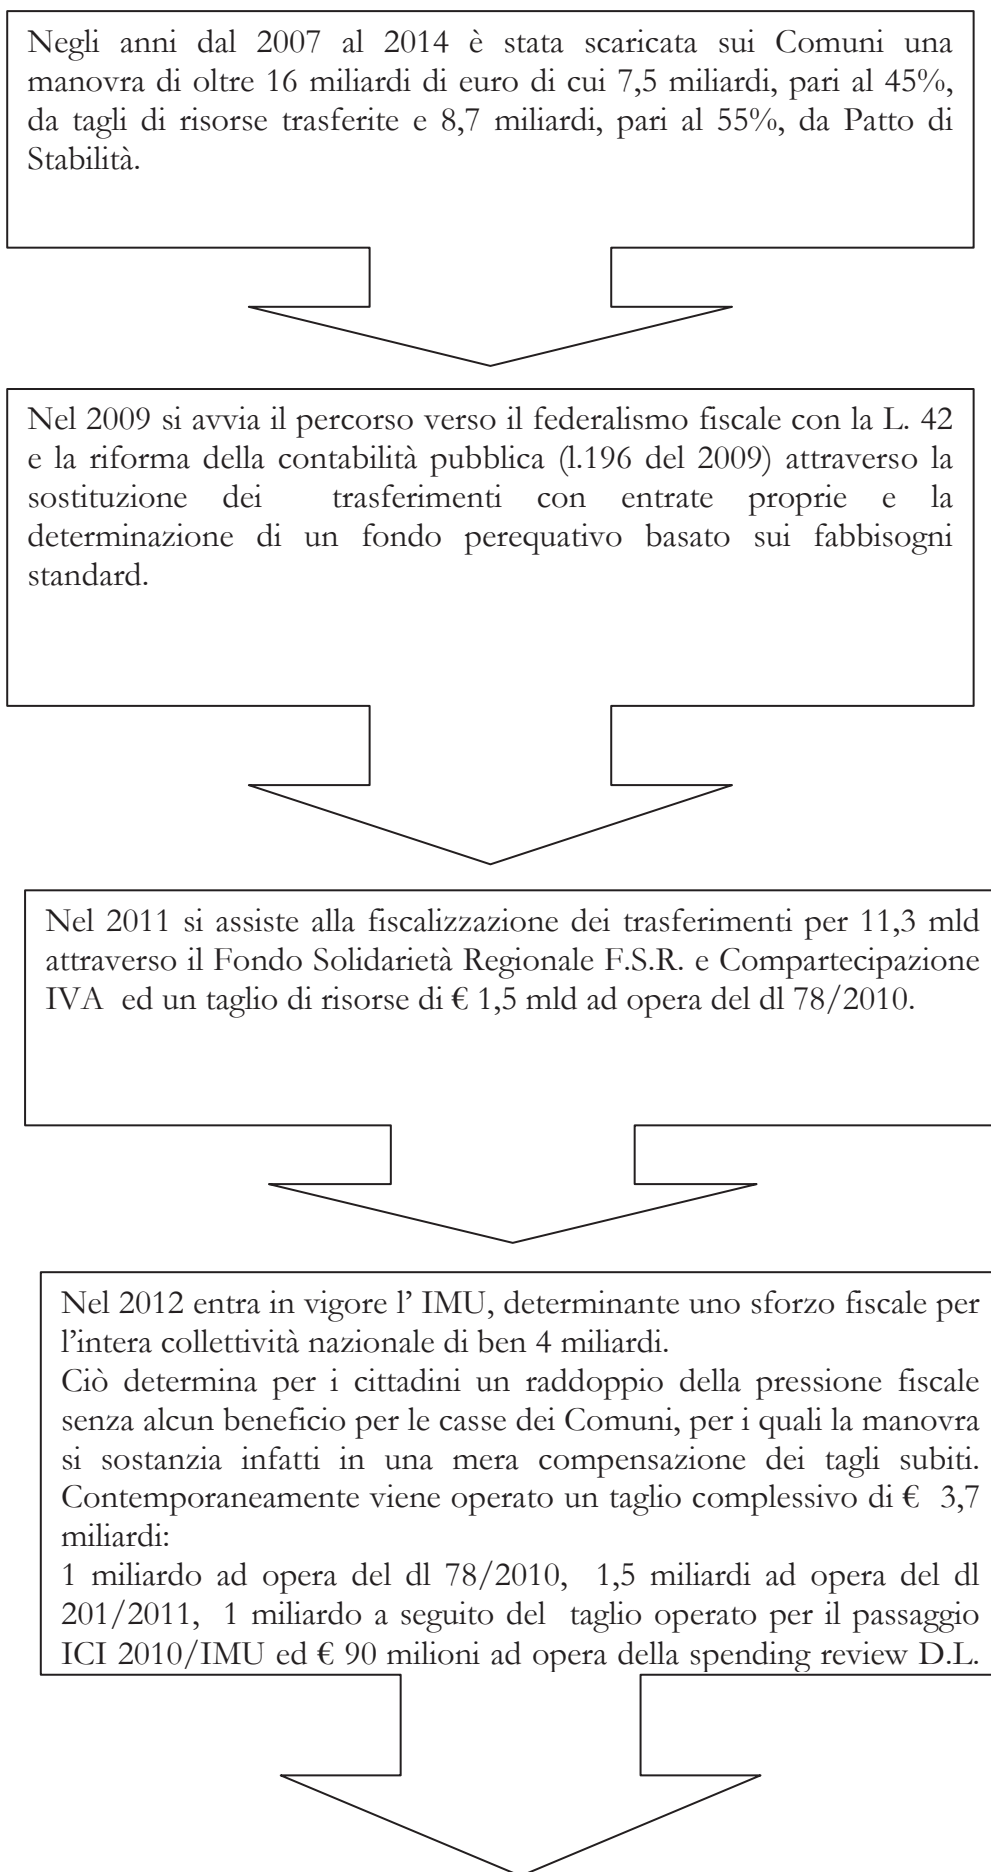 Negli anni dal 2007 al 2014 è stata scaricata sui Comuni una
manovra di oltre 16 miliardi di euro di cui 7,5 miliardi, pari al 45%,
da tagli di risorse trasferite e 8,7 miliardi, pari al 55%, da Patto di
Stabilità.
Nel 2009 si avvia il percorso verso il federalismo fiscale con la L. 42
e la riforma della contabilità pubblica (l.196 del 2009) attraverso la
sostituzione dei trasferimenti con entrate proprie e la
determinazione di un fondo perequativo basato sui fabbisogni
standard.
Nel 2011 si assiste alla fiscalizzazione dei trasferimenti per 11,3 mld
attraverso il Fondo Solidarietà Regionale F.S.R. e Compartecipazione
IVA ed un taglio di risorse di € 1,5 mld ad opera del dl 78/2010.
Nel 2012 entra in vigore l' IMU, determinante uno sforzo fiscale per
l'intera collettività nazionale di ben 4 miliardi.
Ciò determina per i cittadini un raddoppio della pressione fiscale
senza alcun beneficio per le casse dei Comuni, per i quali la manovra
si sostanzia infatti in una mera compensazione dei tagli subiti.
Contemporaneamente viene operato un taglio complessivo di € 3,7
miliardi:
1 miliardo ad opera del dl 78/2010, 1,5 miliardi ad opera del dl
201/2011, 1 miliardo a seguito del taglio operato per il passaggio
ICI 2010/IMU ed € 90 milioni ad opera della spending review D.L.